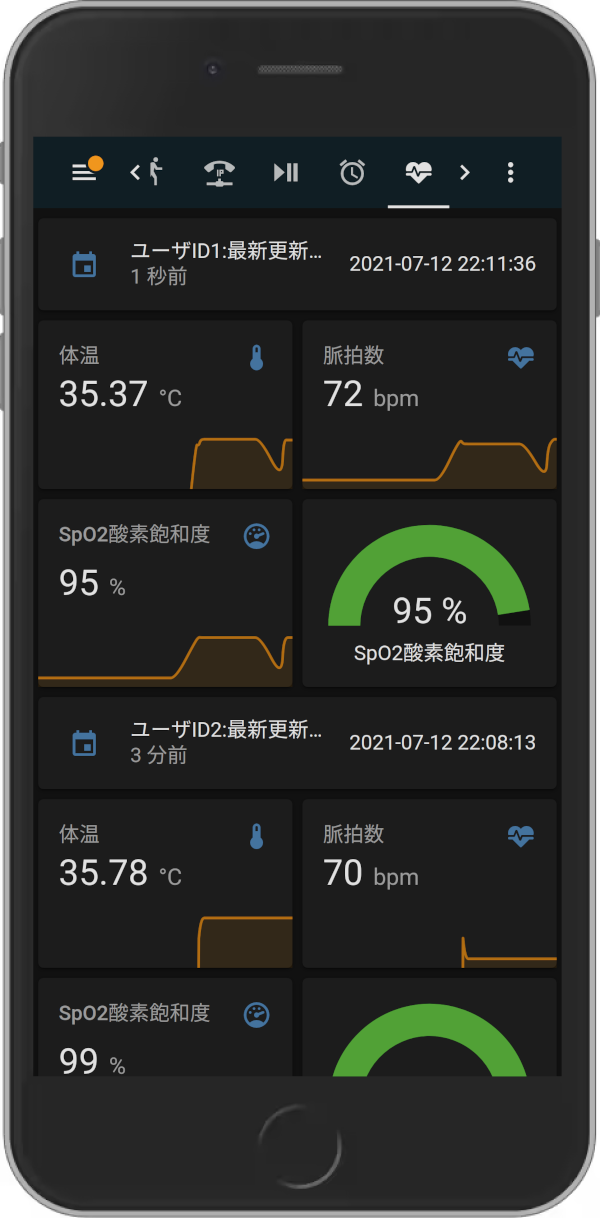 IP
ユーザID1:最新更新…
1 秒前
2021-07-12 22:11:36
体温
35.37 °C
脈拍数
72 bpm
SpO2酸素飽和度
95 %
95 %
SpO2酸素飽和度
ユーザID2:最新更新…
3 分前
2021-07-12 22:08:13
体温
35.78 °C
脈拍数
70 bpm
SpO2酸素飽和度
99 %